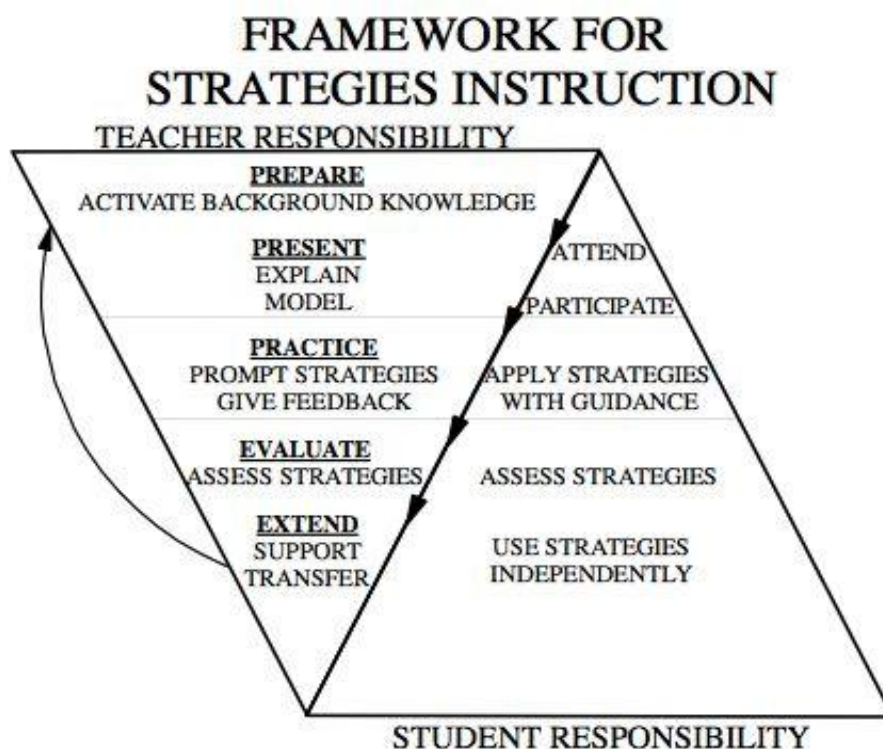 FRAMEWORK FOR
STRATEGIES INSTRUCTION
TEACHER RESPONSIBILITY
PREPARE
ACTIVATE BACKGROUND KNOWLEDGE
PRESENT
EXPLAIN
MODEL
ATTEND
PARTICIPATE
PRACTICE
PROMPT STRATEGIES
GIVE FEEDBACK
APPLY STRATEGIES
WITH GUIDANCE
EVALUATE
ASSESS STRATEGIES
ASSESS STRATEGIES
EXTEND
SUPPORT
TRANSFER
USE STRATEGIES
INDEPENDENTLY
STUDENT RESPONSIBILITY